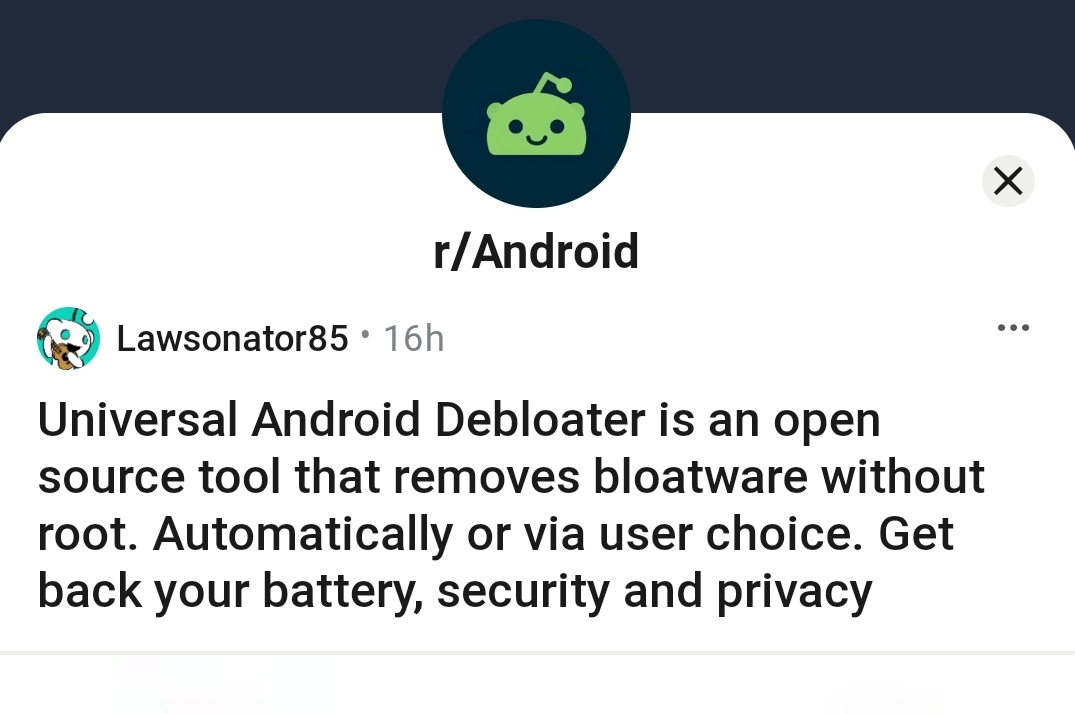 r/Android
Lawsonator85 • 16h
Universal Android Debloater is an open
source tool that removes bloatware without
root. Automatically or via user choice. Get
back your battery, security and privacy